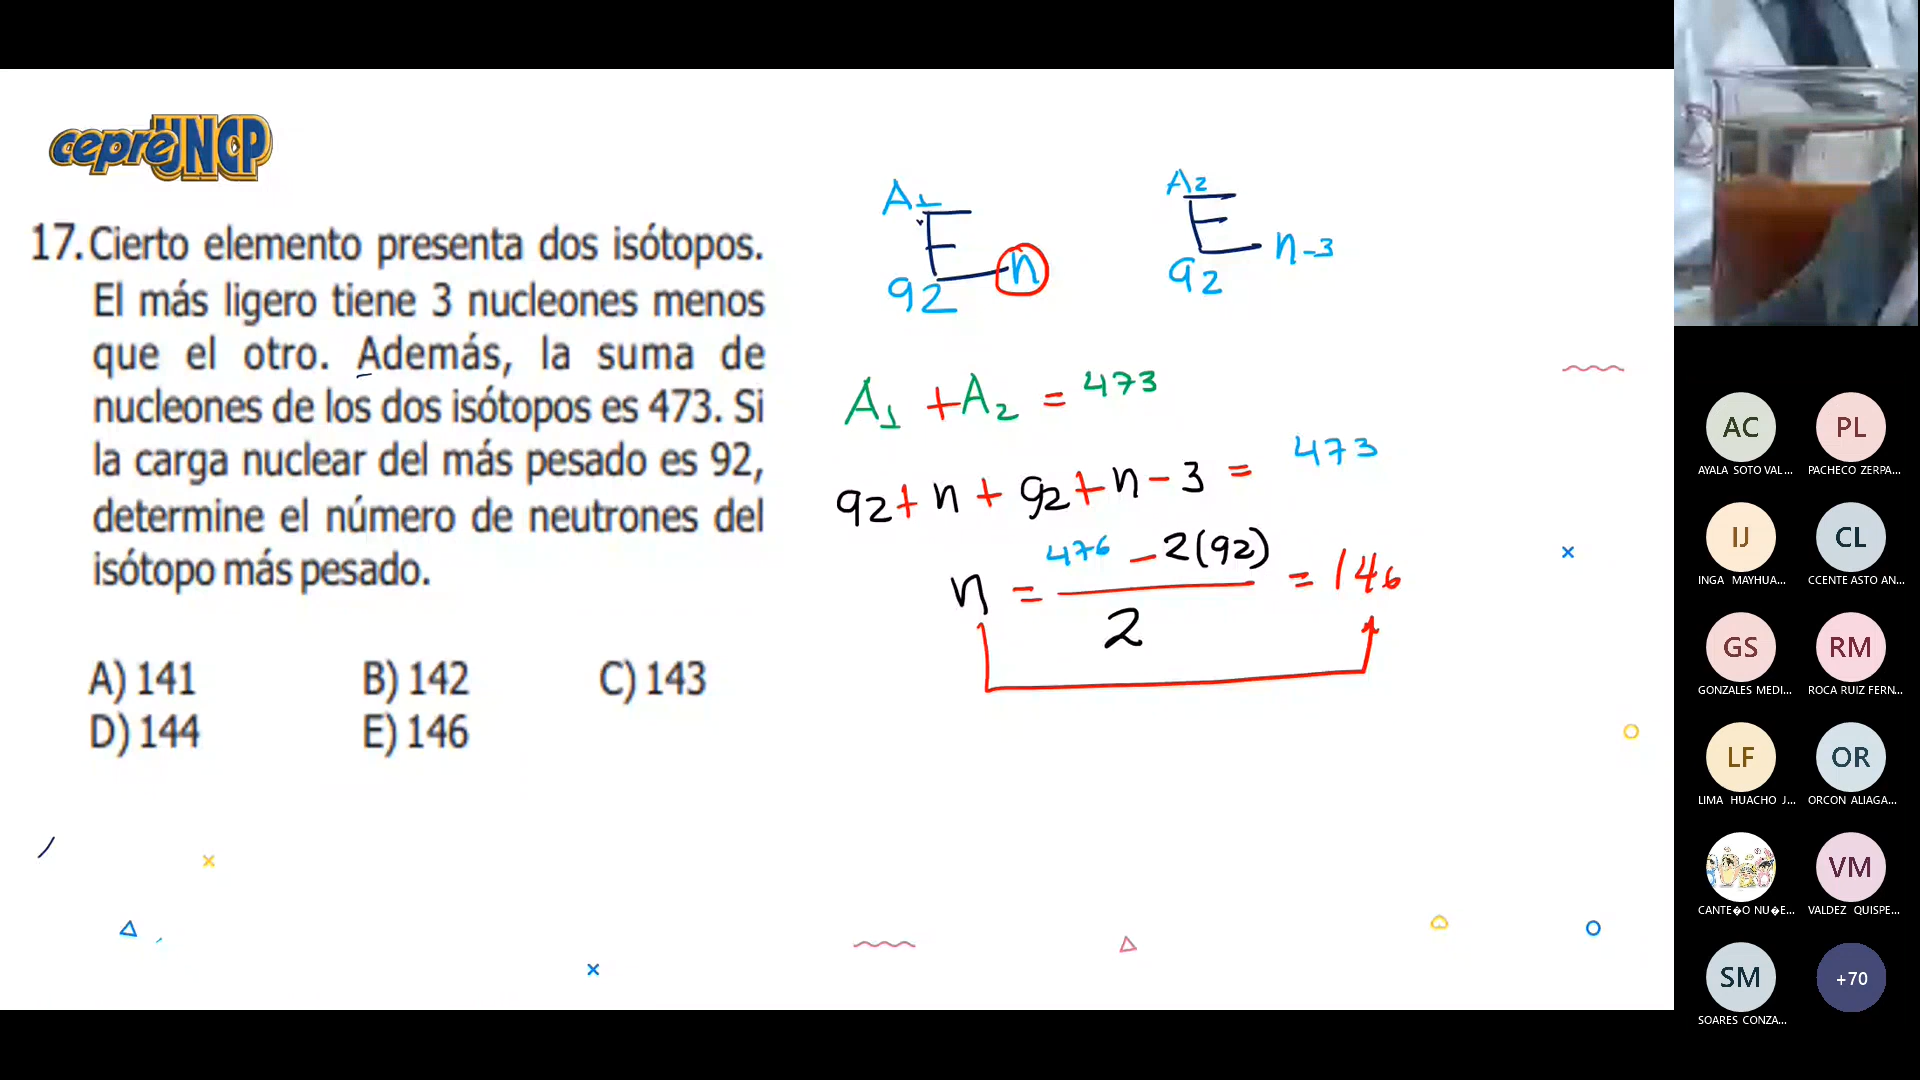 cepreUNCP
17. Cierto elemento presenta dos isótopos.
El más ligero tiene 3 nucleones menos
que el otro. Además, la suma de
nucleones de los dos isótopos es 473. Si
la carga nuclear del más pesado es 92,
determine el número de neutrones del
isótopo más pesado.
A) 141 B) 142 C) 143
D) 144 E) 146
A1 E 92 n
A2 E 92 n-3
A1 + A2 = 473
92 + n + 92 + n - 3 = 473
n = 476 - 2(92) / 2 = 146
AC PL
AYALA SOTO VAL... PACHECO ZERPA...
IJ CL
INGA MAYHUA... CCENTE ASTO AN...
GS RM
GONZALES MEDI... ROCA RUIZ FERN...
LF OR
LIMA HUACHO J... ORCON ALIAGA...
VM
CANTE�O NU�E... VALDEZ QUISPE...
SM +70
SOARES CONZA...